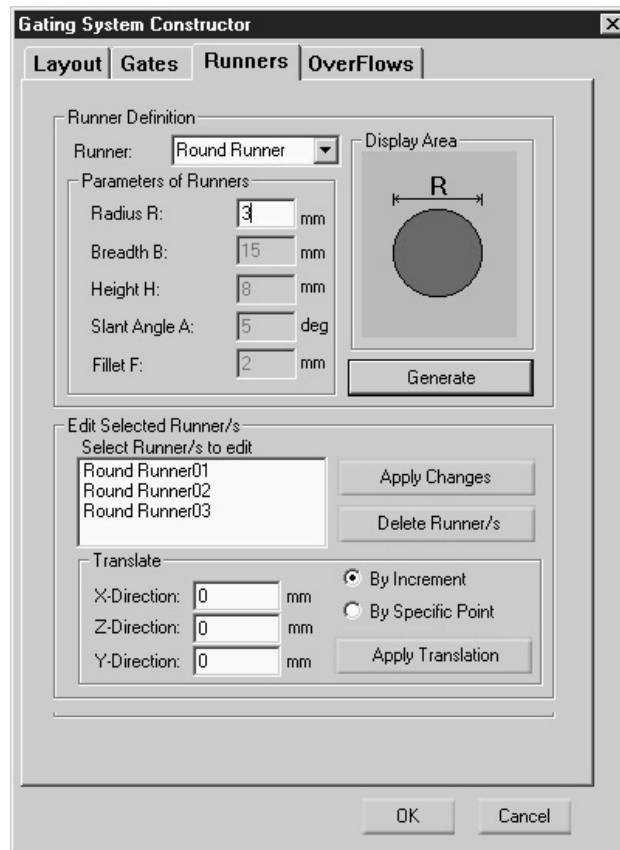 Gating System Constructor
Layout Gates Runners OverFlows
Runner Definition
Runner: Round Runner
Display Area
R
Parameters of Runners
Radius R: 3 mm
Breadth B: 15 mm
Height H: 8 mm
Slant Angle A: 5 deg
Fillet F: 2 mm
Generate
Edit Selected Runner/s
Select Runner/s to edit
Round Runner01
Round Runner02
Round Runner03
Apply Changes
Delete Runner/s
Translate
X-Direction: 0 mm
Z-Direction: 0 mm
Y-Direction: 0 mm
By Increment
By Specific Point
Apply Translation
OK Cancel